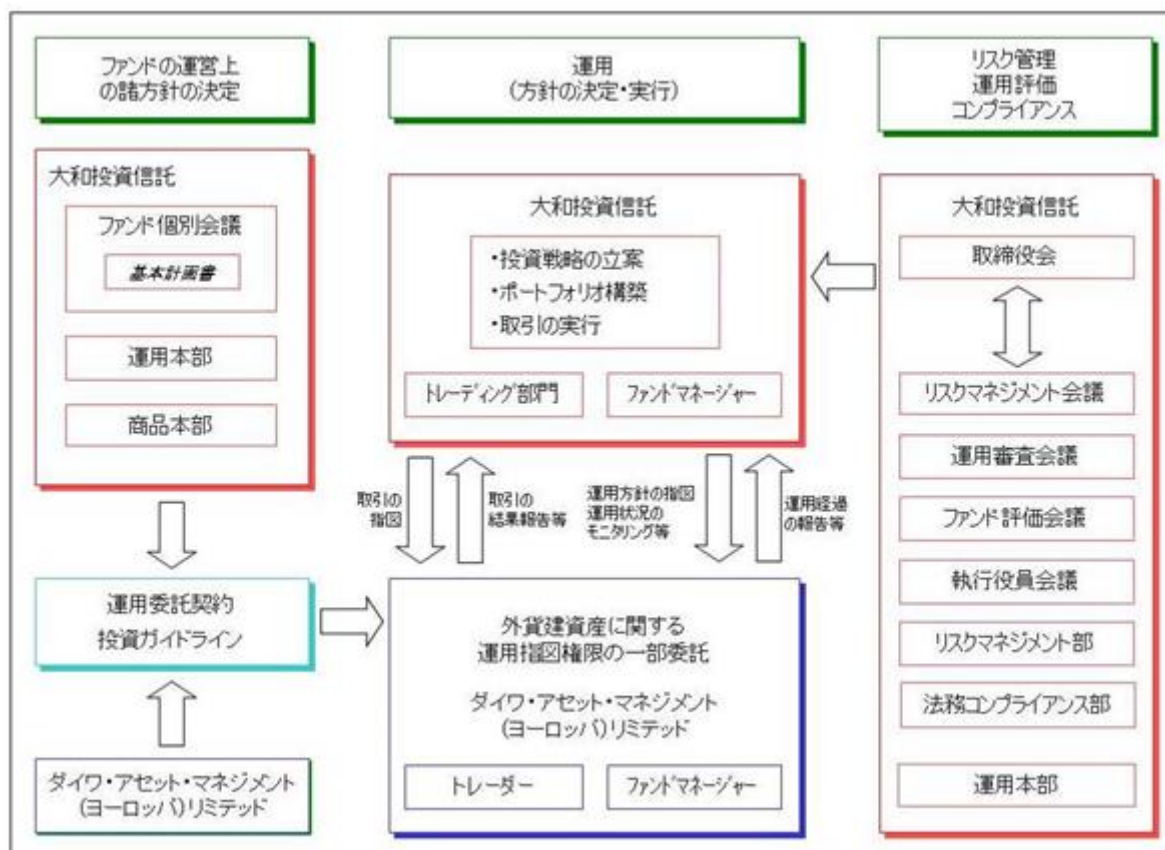 ファンドの運営上
の諸方針の決定
運用
(方針の決定・実行)
リスク管理
運用評価
コンプライアンス
大和投資信託
ファンド個別会議
基本計画書
運用本部
商品本部
大和投資信託
・投資戦略の立案
・ポートフォリオ構築
・取引の実行
トレーディング部門
ファンドマネージャー
大和投資信託
取締役会
リスクマネジメント会議
運用審査会議
ファンド評価会議
執行役員会議
リスクマネジメント部
法務コンプライアンス部
運用本部
取引の
指図
取引の
結果報告等
運用方針の指図
運用状況の
モニタリング等
運用経過
の報告等
運用委託契約
投資ガイドライン
外貨建資産に関する
運用指図権限の一部委託
ダイワ・アセット・マネジメント
(ヨーロッパ)リミテッド
トレーダー
ファンドマネージャー
ダイワ・アセット・マネジメント
(ヨーロッパ)リミテッド